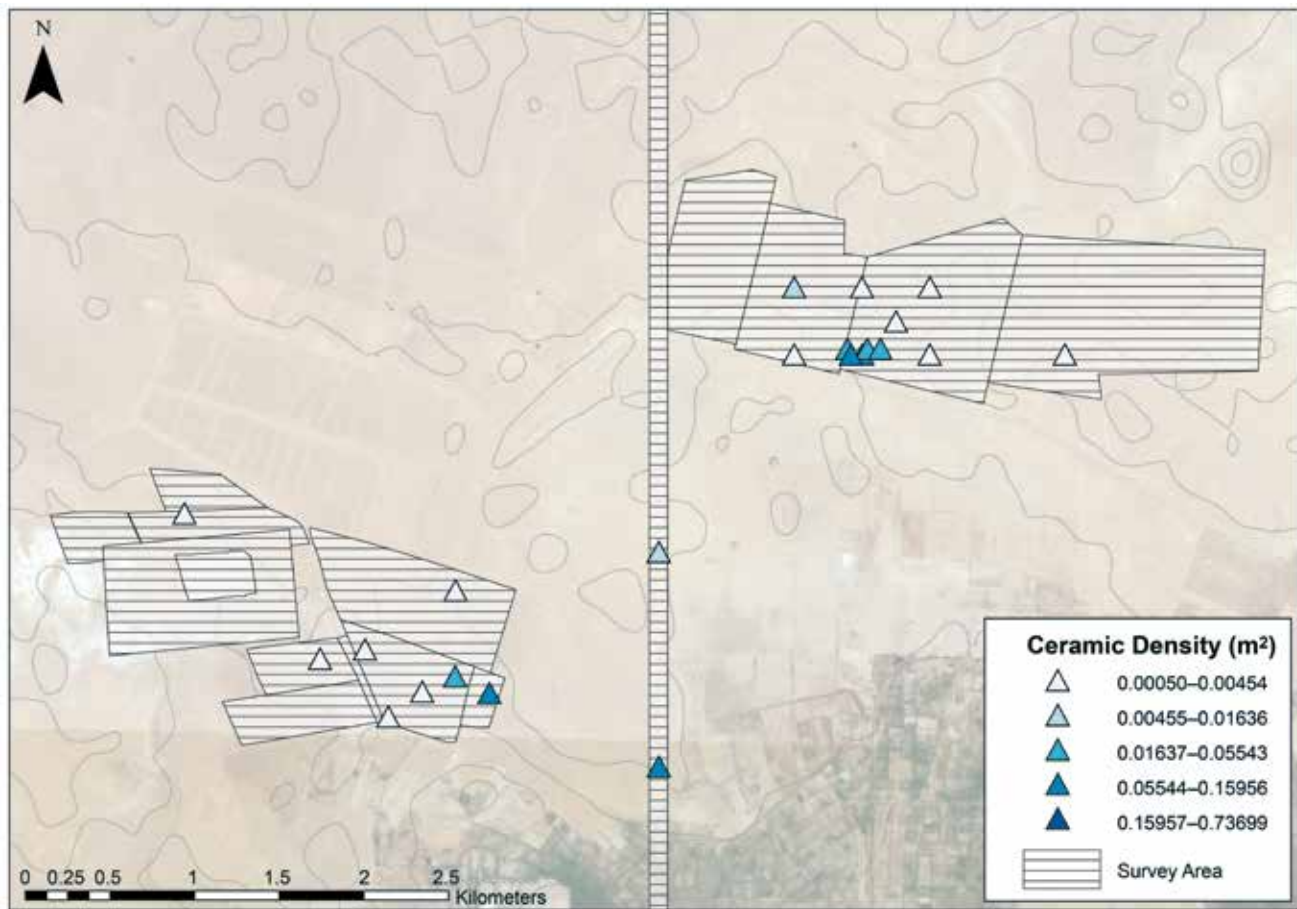 N
Ceramic Density (m²)
0.00050–0.00454
0.00455–0.01636
0.01637–0.05543
0.05544–0.15956
0.15957–0.73699
Survey Area
0 0.25 0.5 1 1.5 2 2.5
Kilometers